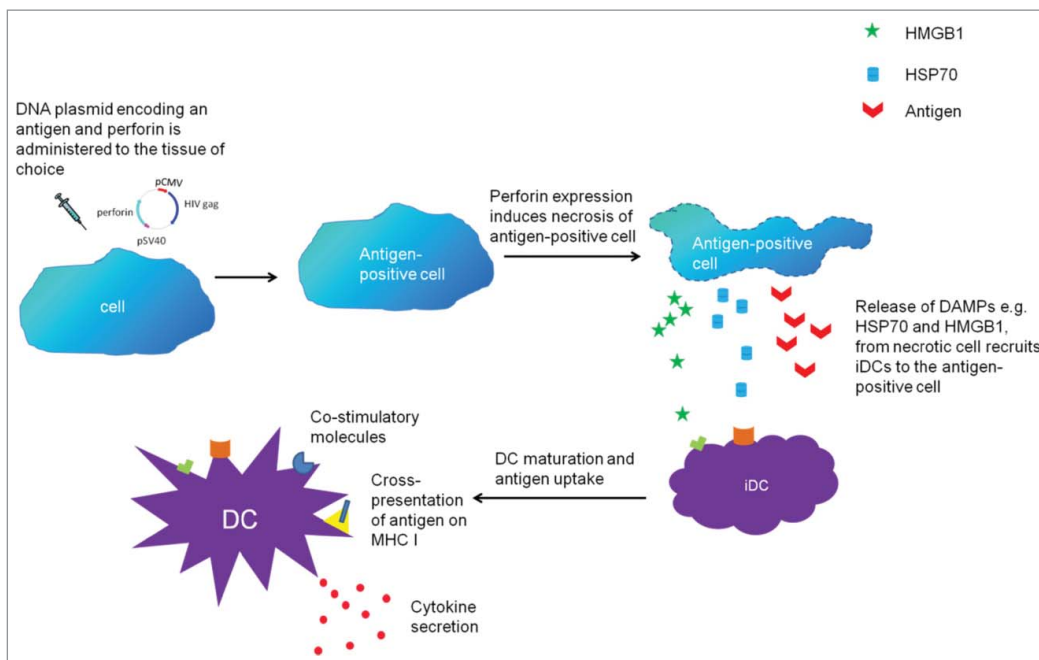 HMGB1
HSP70
Antigen
DNA plasmid encoding an
antigen and perforin is
administered to the tissue of
choice
pCMV
perforin
HIV gag
pSV40
cell
Antigen-
positive cell
Perforin expression
induces necrosis of
antigen-positive cell
Antigen-positive
cell
Release of DAMPs e.g.
HSP70 and HMGB1,
from necrotic cell recruits
iDCs to the antigen-
positive cell
iDC
DC maturation and
antigen uptake
Co-stimulatory
molecules
Cross-
presentation
of antigen on
MHC I
DC
Cytokine
secretion